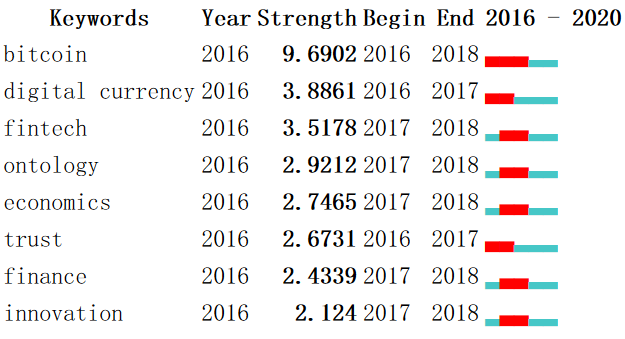 Keywords Year Strength Begin End 2016 - 2020
bitcoin 2016 9.6902 2016 2018
digital currency 2016 3.8861 2016 2017
fintech 2016 3.5178 2017 2018
ontology 2016 2.9212 2017 2018
economics 2016 2.7465 2017 2018
trust 2016 2.6731 2016 2017
finance 2016 2.4339 2017 2018
innovation 2016 2.124 2017 2018